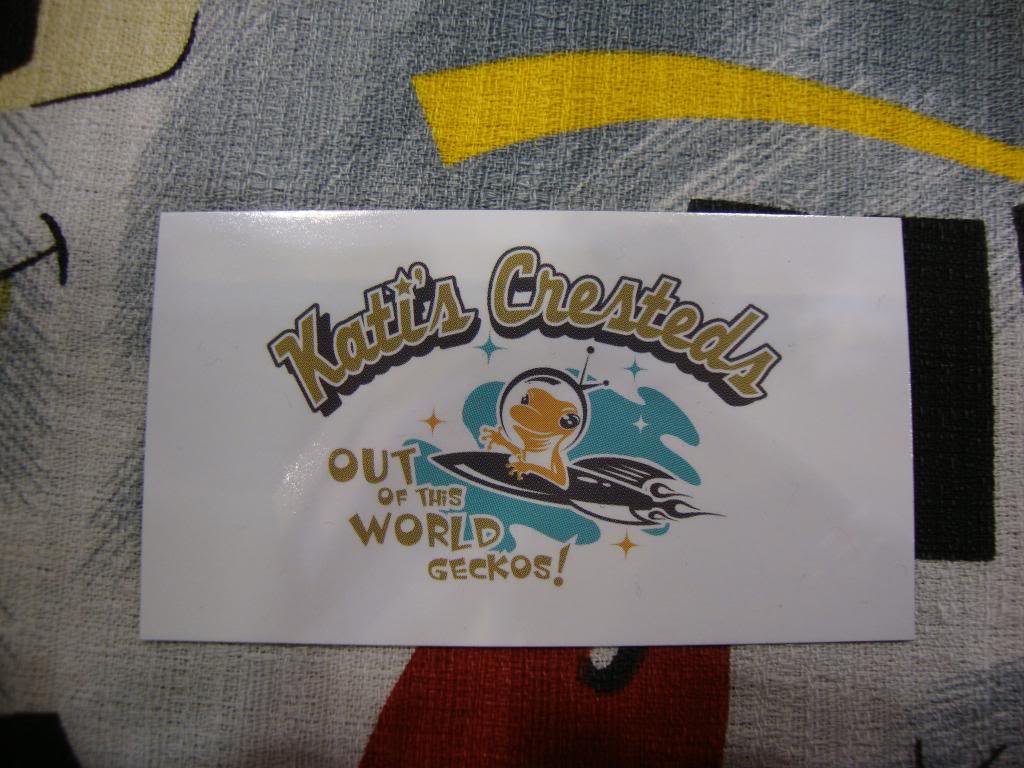 Kati's Cresteds
OUT
OF THIS
WORLD
GECKOS!